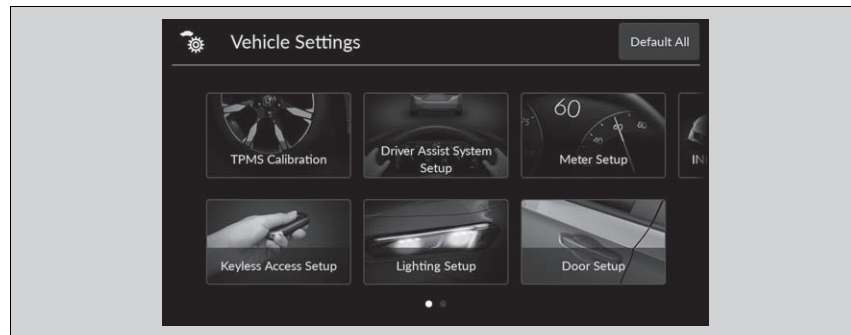 Vehicle Settings
Default All
TPMS Calibration
Driver Assist System
Setup
60
Meter Setup
IN
Keyless Access Setup
Lighting Setup
Door Setup